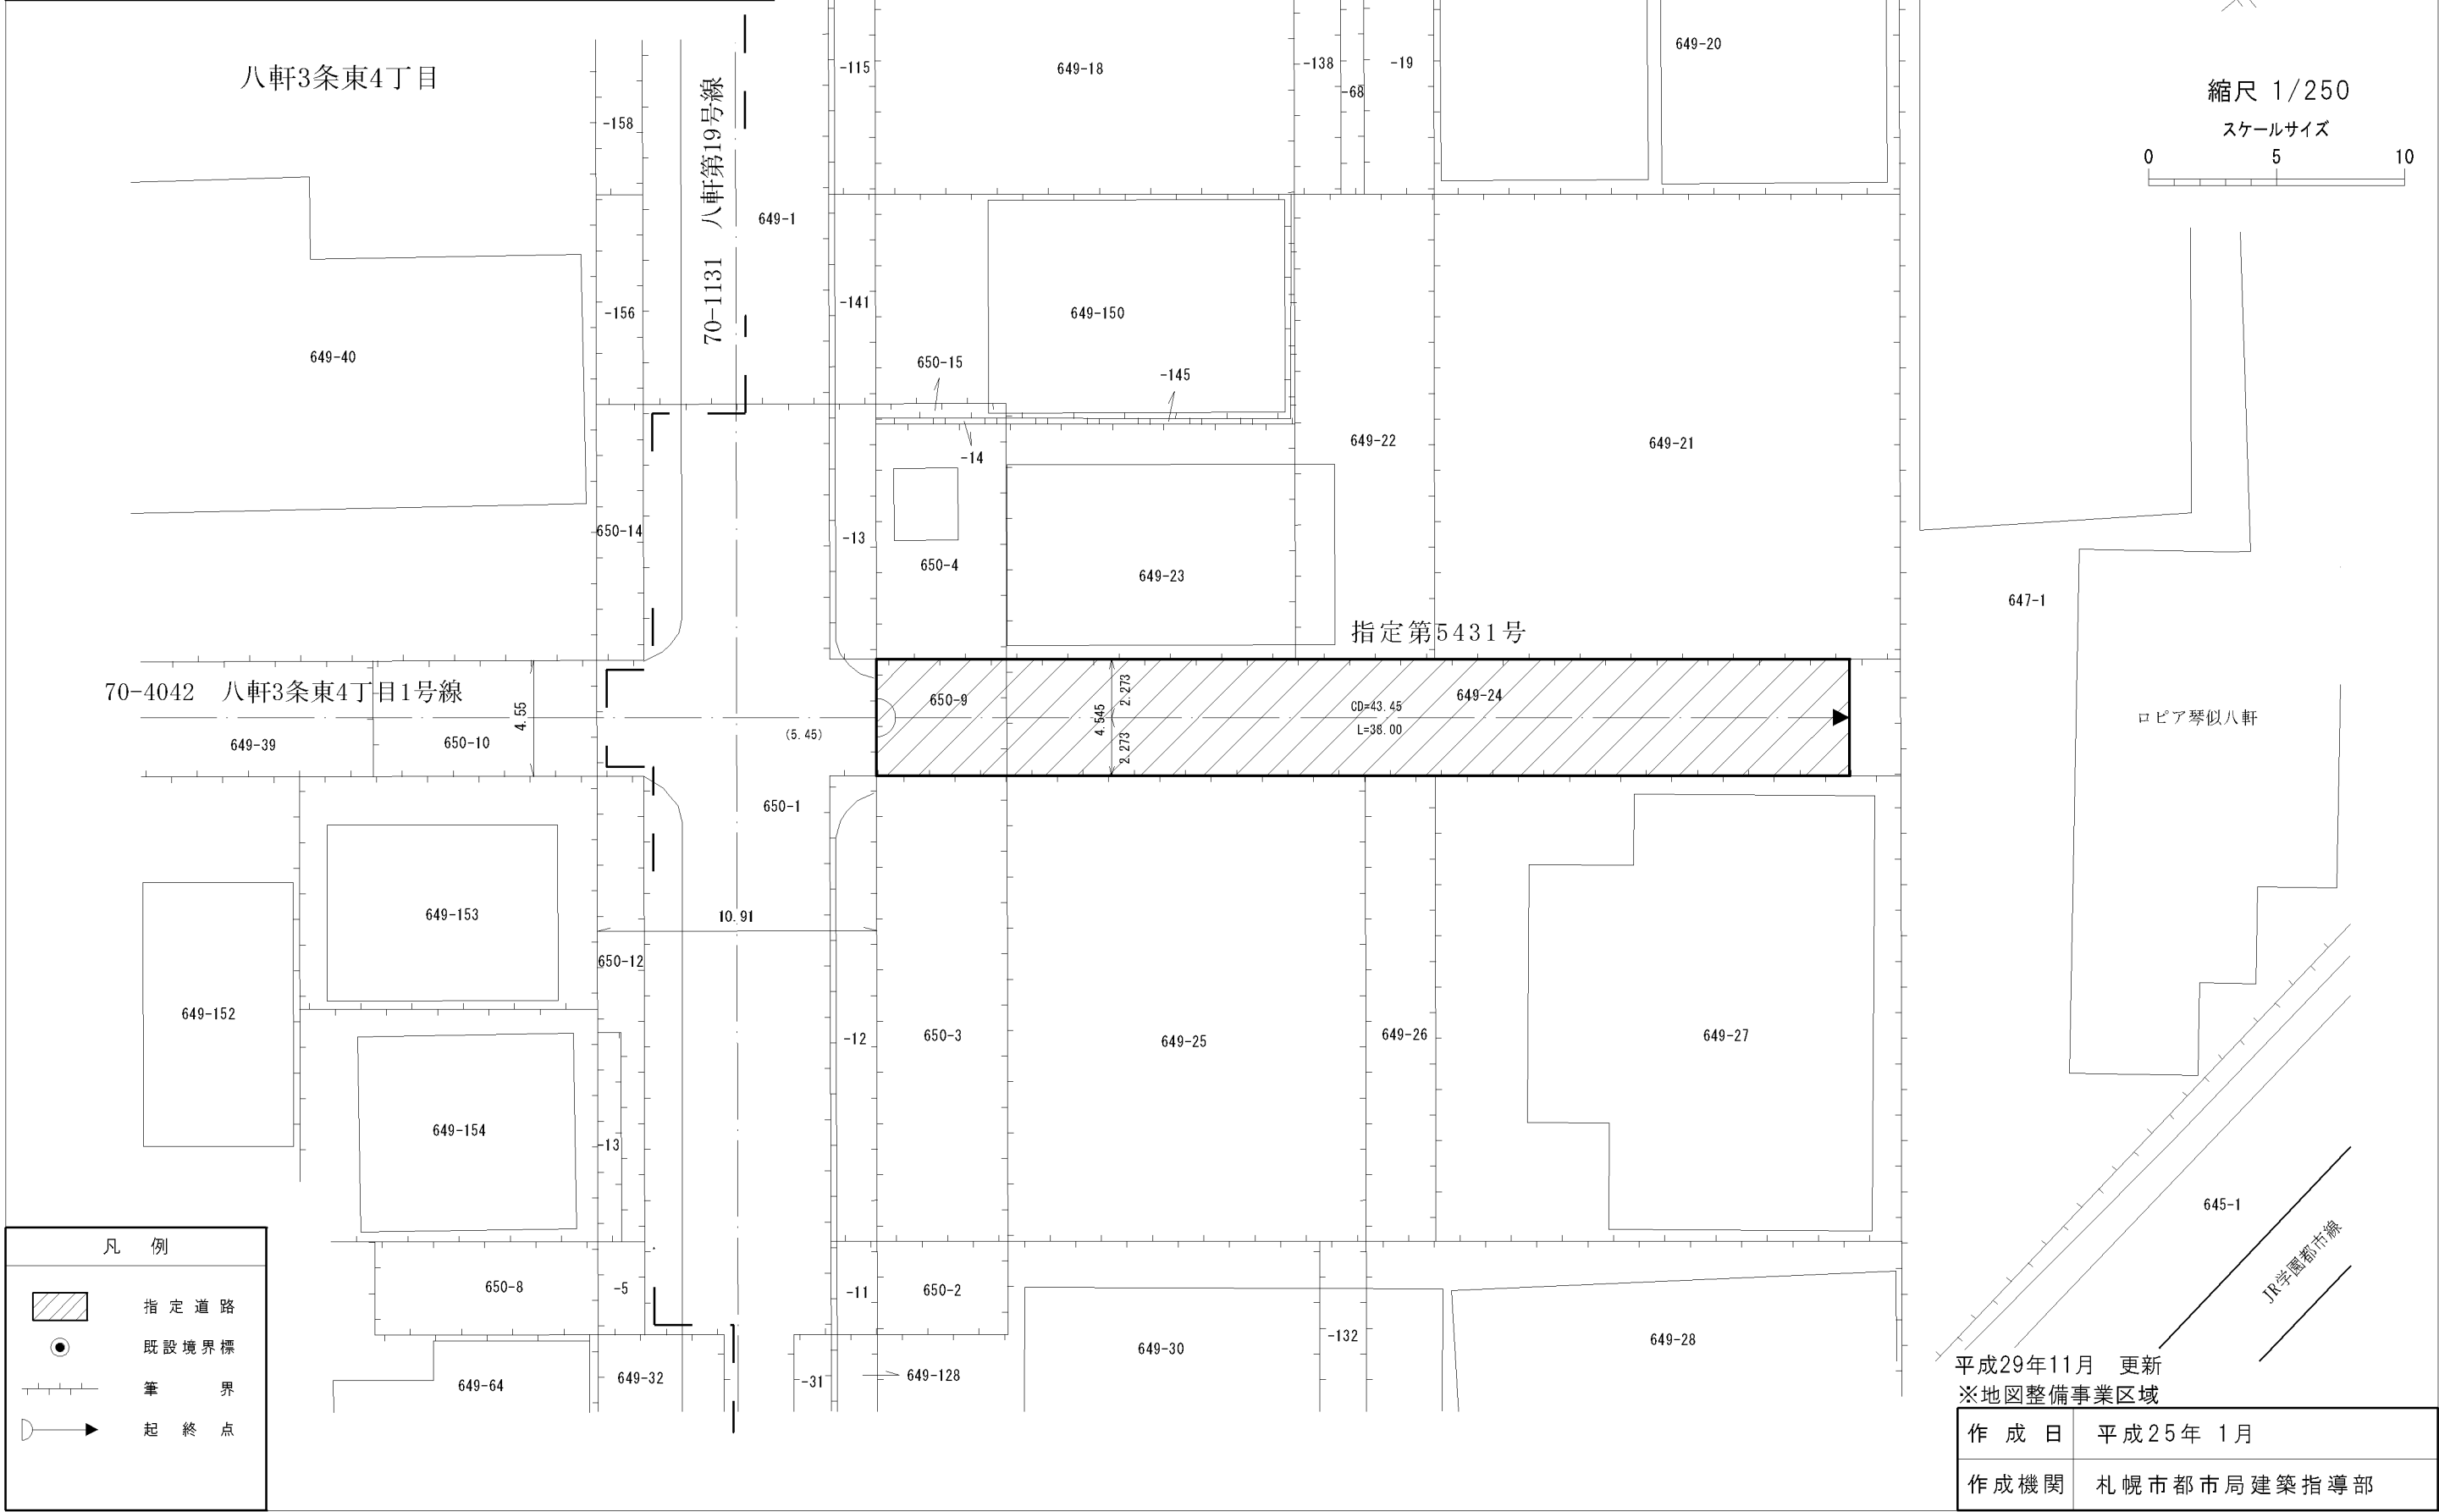 八軒3条東4丁目
70-1131　八軒第19号線
-158
-115
649-18
-138
-68
-19
649-20
縮尺 1/250
スケールサイズ
0 5 10
649-1
-156
649-40
-141
649-150
650-15
-145
-14
649-22
649-21
650-14
-13
650-4
649-23
647-1
指定第5431号
70-4042　八軒3条東4丁目1号線
4.55
650-9
2.273
4.545
2.273
649-24
CD=43.45
L=38.00
(5.45)
649-39
650-10
ロピア琴似八軒
650-1
649-153
10.91
650-12
649-152
-12
650-3
649-25
649-26
649-27
649-154
-13
645-1
JR学園都市線
650-8
-5
-11
650-2
649-30
-132
649-28
649-64
649-32
-31
649-128
凡 例
指定道路
既設境界標
筆 界
起 終 点
平成29年11月　更新
※地図整備事業区域
作成日 平成25年 1月
作成機関 札幌市都市局建築指導部